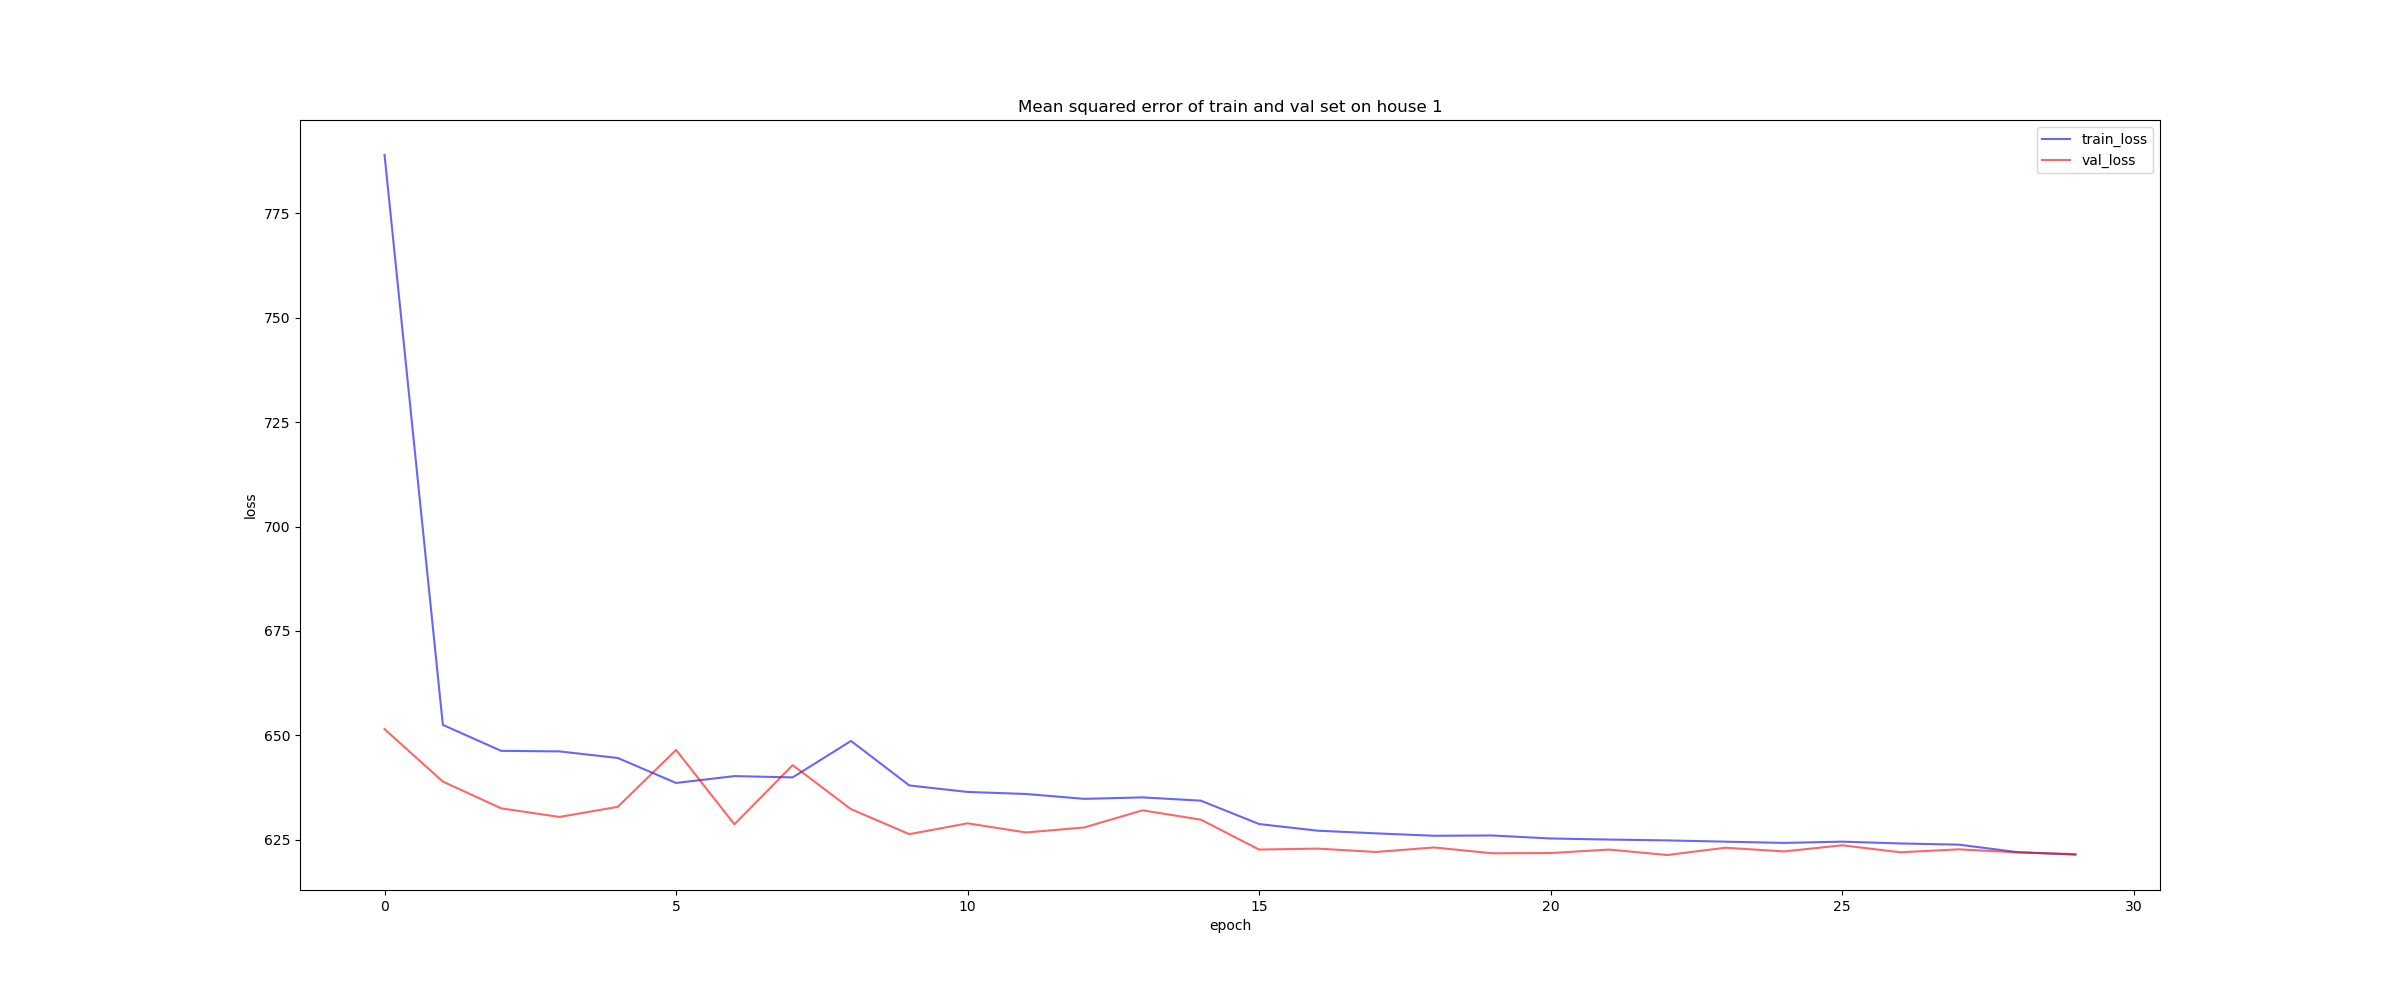 Mean squared error of train and val set on house 1
train_loss
val_loss
775
750
725
700
675
650
625
loss
0 5 10 15 20 25 30
epoch